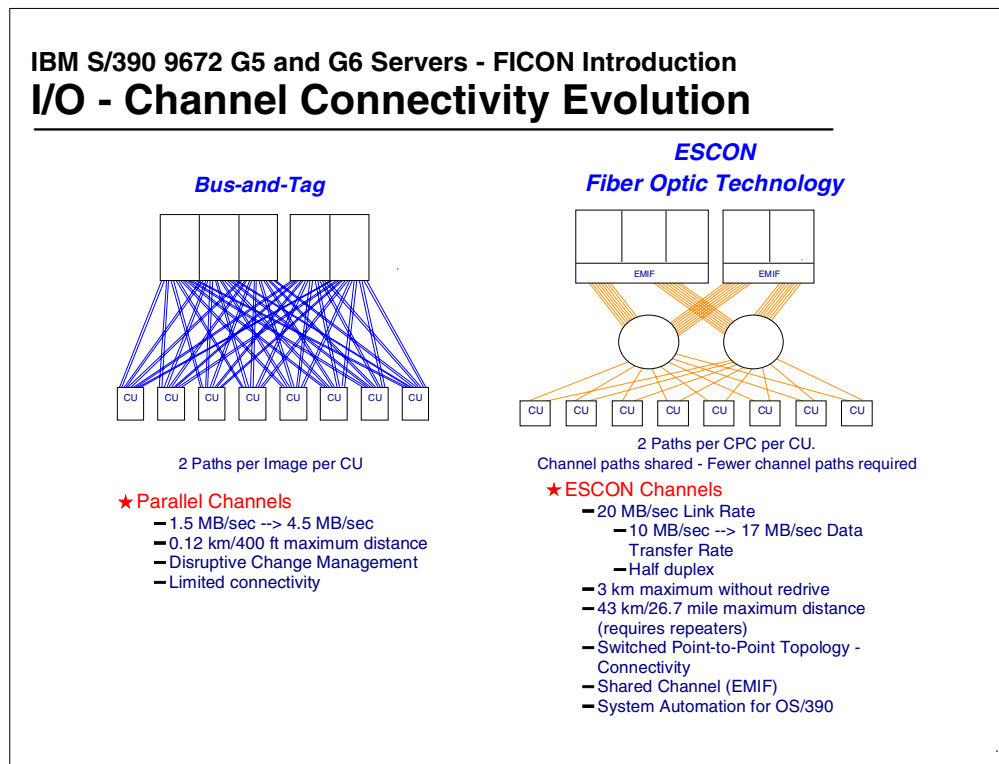 IBM S/390 9672 G5 and G6 Servers - FICON Introduction
I/O - Channel Connectivity Evolution
Bus-and-Tag
CU CU CU CU CU CU CU CU
2 Paths per Image per CU
★ Parallel Channels
– 1.5 MB/sec --> 4.5 MB/sec
– 0.12 km/400 ft maximum distance
– Disruptive Change Management
– Limited connectivity
ESCON
Fiber Optic Technology
EMIF EMIF
CU CU CU CU CU CU CU CU
2 Paths per CPC per CU.
Channel paths shared - Fewer channel paths required
★ ESCON Channels
– 20 MB/sec Link Rate
– 10 MB/sec --> 17 MB/sec Data
Transfer Rate
– Half duplex
– 3 km maximum without redrive
– 43 km/26.7 mile maximum distance
(requires repeaters)
– Switched Point-to-Point Topology -
Connectivity
– Shared Channel (EMIF)
– System Automation for OS/390